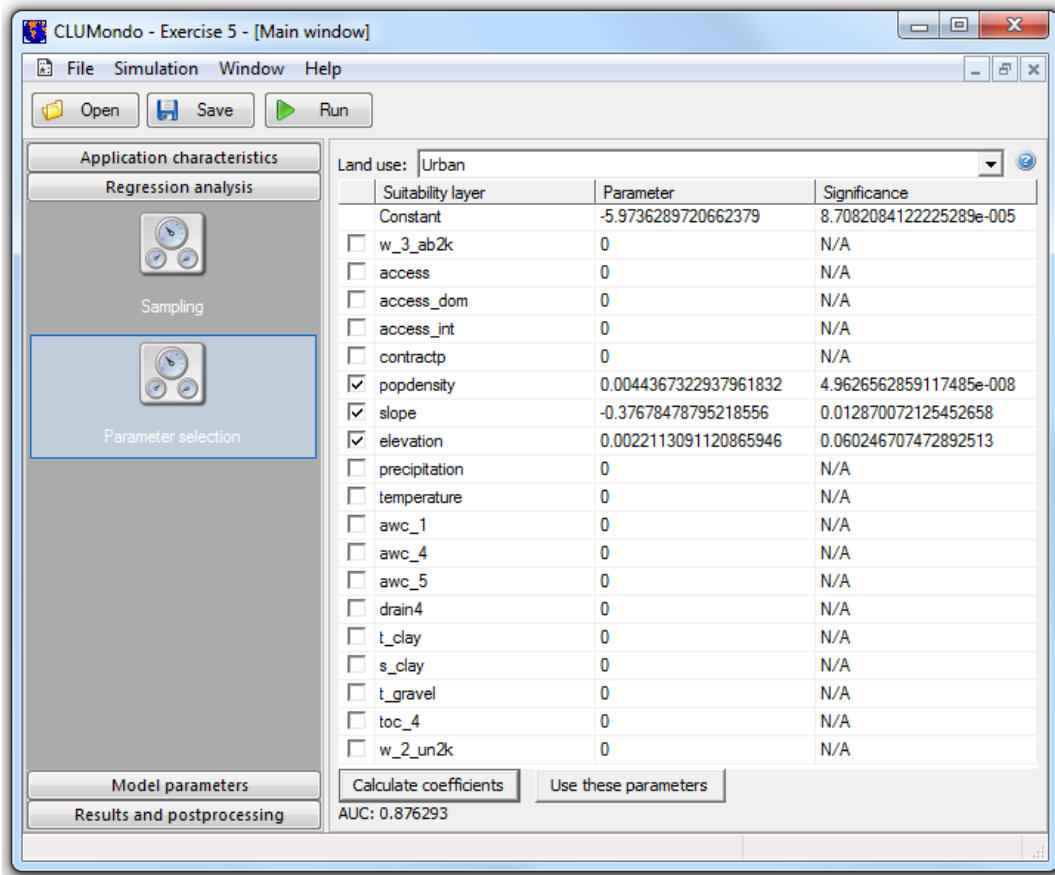 CLUMondo - Exercise 5 - [Main window]
File Simulation Window Help
Open Save Run
Application characteristics
Regression analysis
Sampling
Parameter selection
Model parameters
Results and postprocessing
Land use: Urban
Suitability layer Parameter Significance
Constant -5.9736289720662379 8.7082084122225289e-005
w_3_ab2k 0 N/A
access 0 N/A
access_dom 0 N/A
access_int 0 N/A
contractp 0 N/A
popdensity 0.0044367322937961832 4.9626562859117485e-008
slope -0.37678478795218556 0.012870072125452658
elevation 0.0022113091120865946 0.060246707472892513
precipitation 0 N/A
temperature 0 N/A
awc_1 0 N/A
awc_4 0 N/A
awc_5 0 N/A
drain4 0 N/A
t_clay 0 N/A
s_clay 0 N/A
t_gravel 0 N/A
toc_4 0 N/A
w_2_un2k 0 N/A
Calculate coefficients Use these parameters
AUC: 0.876293